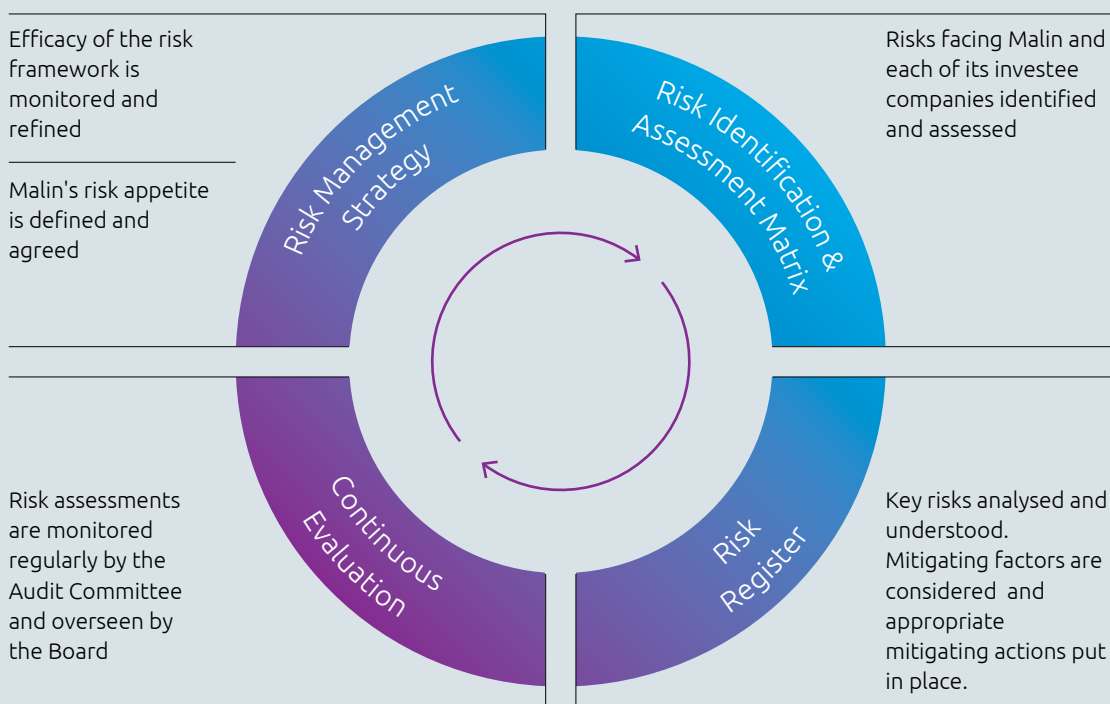 Efficacy of the risk
framework is
monitored and
refined
Malin's risk appetite
is defined and
agreed
Risk Management
Strategy
Risk Identification &
Assessment Matrix
Risks facing Malin and
each of its investee
companies identified
and assessed
Risk assessments
are monitored
regularly by the
Audit Committee
and overseen by
the Board
Continuous
Evaluation
Risk
Register
Key risks analysed and
understood.
Mitigating factors are
considered and
appropriate
mitigating actions put
in place.